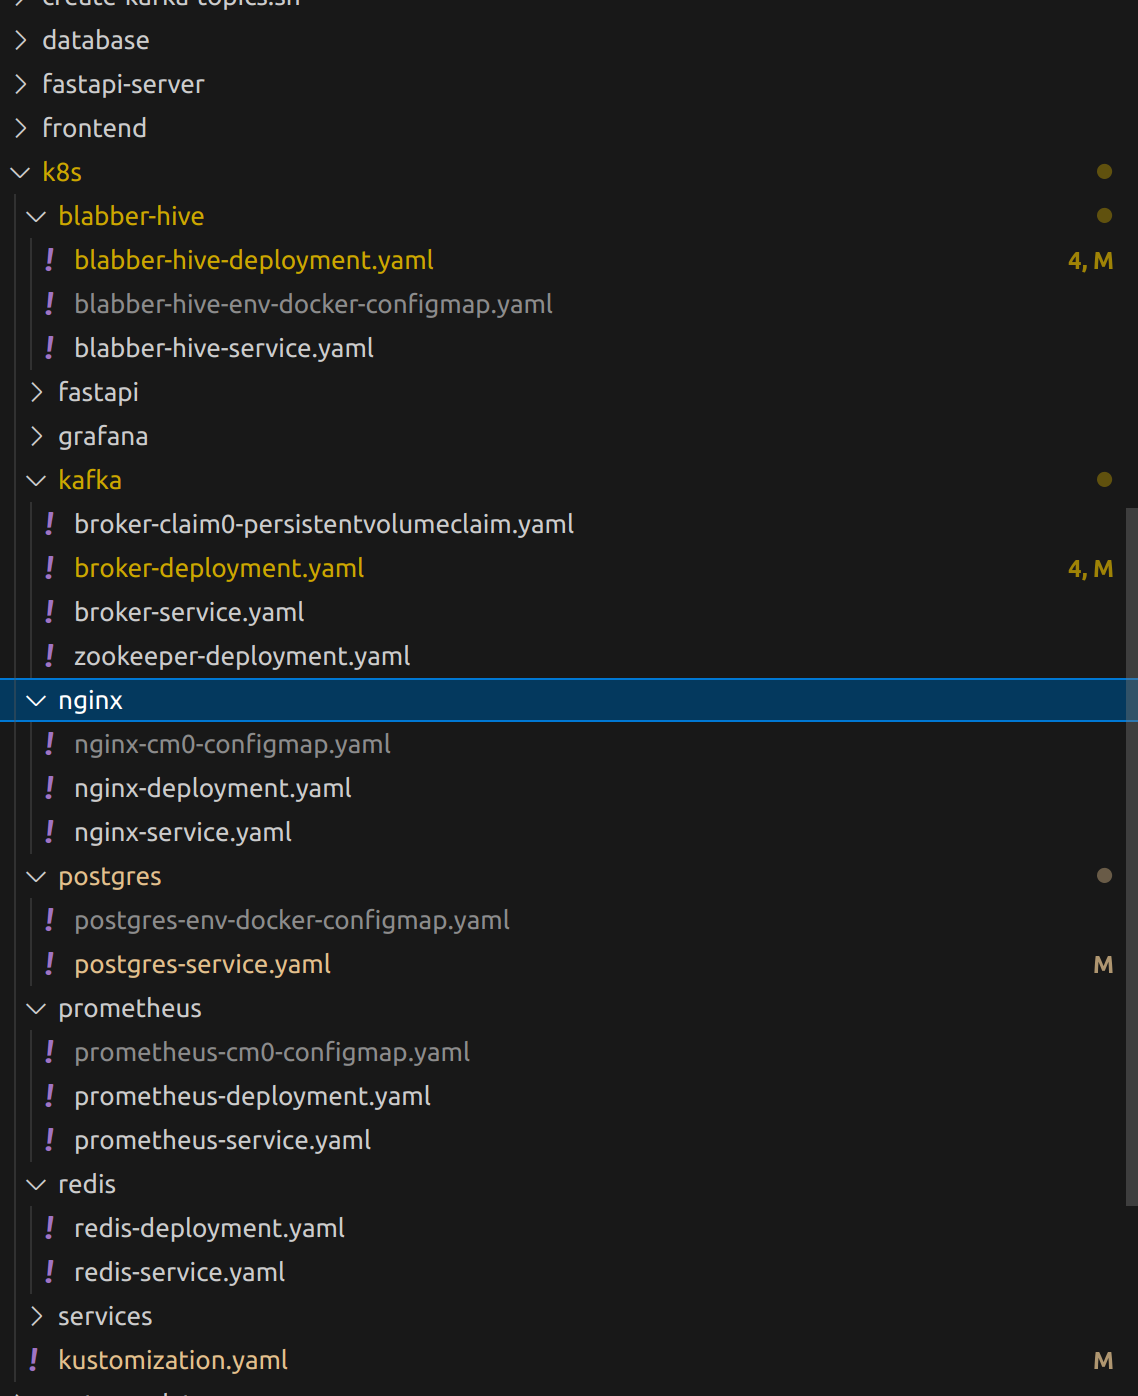 create-kafka-topics.sh
database
fastapi-server
frontend
k8s
blabber-hive
! blabber-hive-deployment.yaml 4, M
! blabber-hive-env-docker-configmap.yaml
! blabber-hive-service.yaml
fastapi
grafana
kafka
! broker-claim0-persistentvolumeclaim.yaml
! broker-deployment.yaml 4, M
! broker-service.yaml
! zookeeper-deployment.yaml
nginx
! nginx-cm0-configmap.yaml
! nginx-deployment.yaml
! nginx-service.yaml
postgres
! postgres-env-docker-configmap.yaml
! postgres-service.yaml M
prometheus
! prometheus-cm0-configmap.yaml
! prometheus-deployment.yaml
! prometheus-service.yaml
redis
! redis-deployment.yaml
! redis-service.yaml
services
! kustomization.yaml M